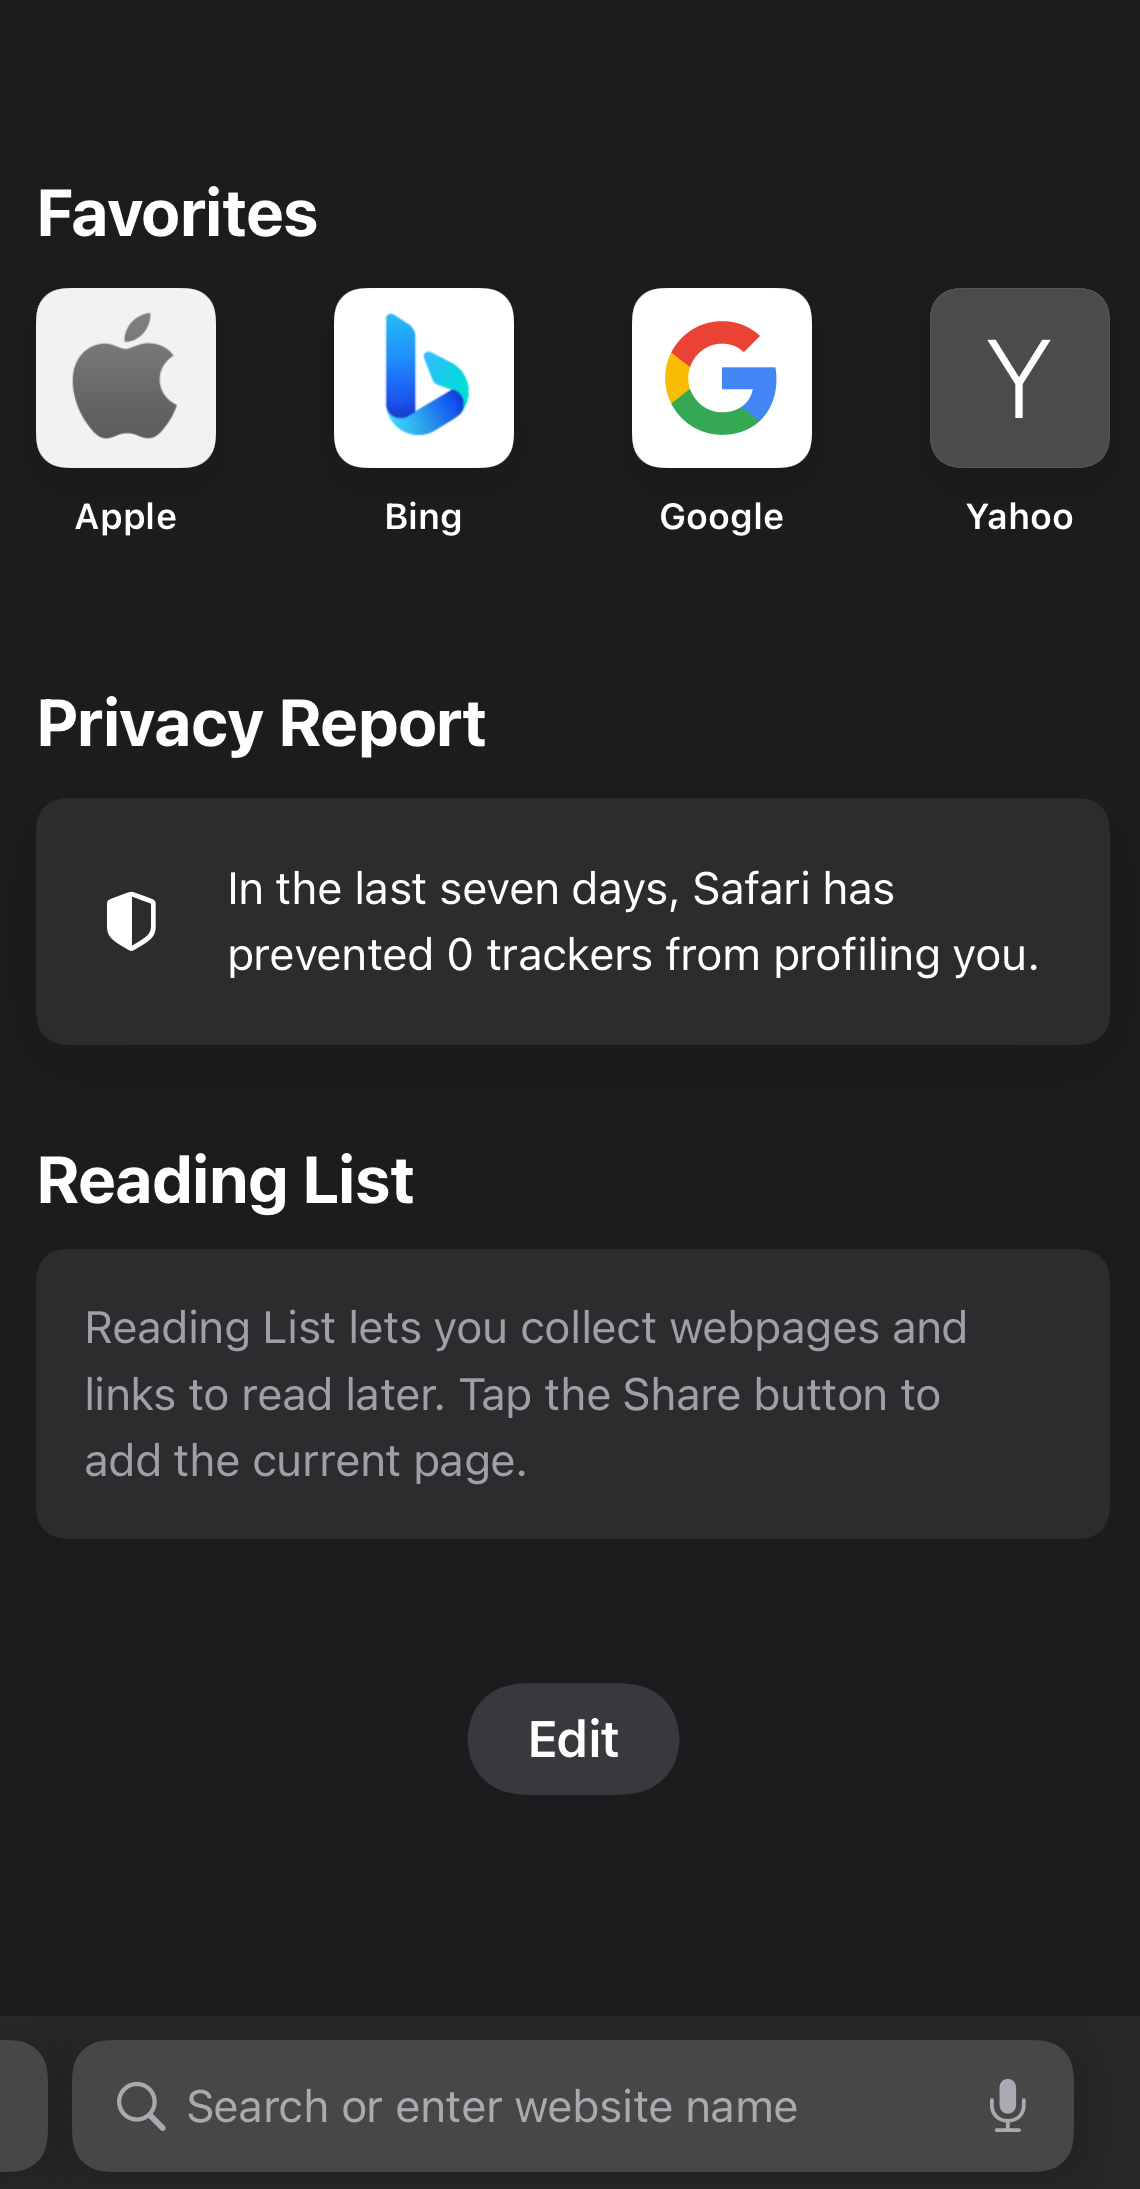 Favorites
Y
Apple
Bing
Google
Yahoo
Privacy Report
In the last seven days, Safari has
prevented 0 trackers from profiling you.
Reading List
Reading List lets you collect webpages and
links to read later. Tap the Share button to
add the current page.
Edit
Search or enter website name